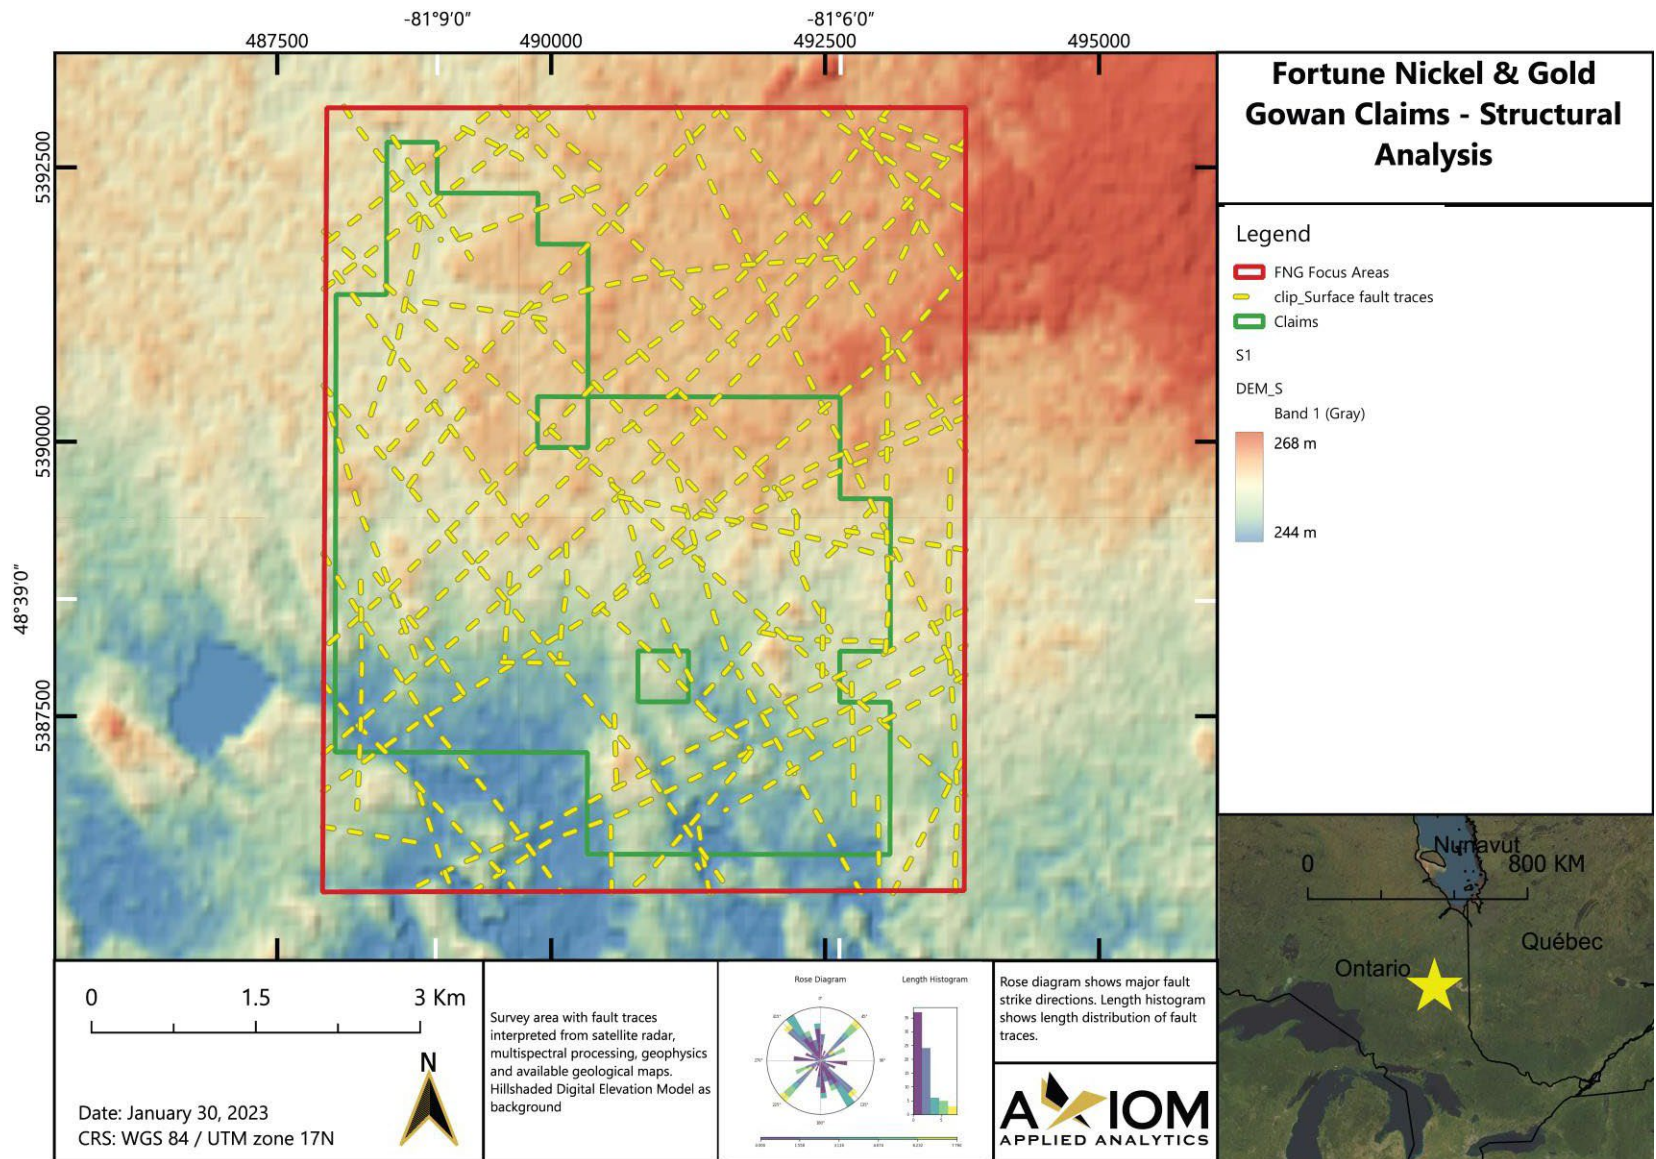 -81°9'0"
-81°6'0"
487500
490000
492500
495000
5392500
5390000
48°39'0"
5387500
Fortune Nickel & Gold
Gowan Claims - Structural
Analysis
Legend
FNG Focus Areas
clip_Surface fault traces
Claims
S1
DEM_S
Band 1 (Gray)
268 m
244 m
Nunavut
0
800 KM
Québec
Ontario
0
1.5
3 Km
N
Date: January 30, 2023
CRS: WGS 84 / UTM zone 17N
Survey area with fault traces
interpreted from satellite radar,
multispectral processing, geophysics
and available geological maps.
Hillshaded Digital Elevation Model as
background
Rose Diagram
Length Histogram
Rose diagram shows major fault
strike directions. Length histogram
shows length distribution of fault
traces.
AXIOM
APPLIED ANALYTICS